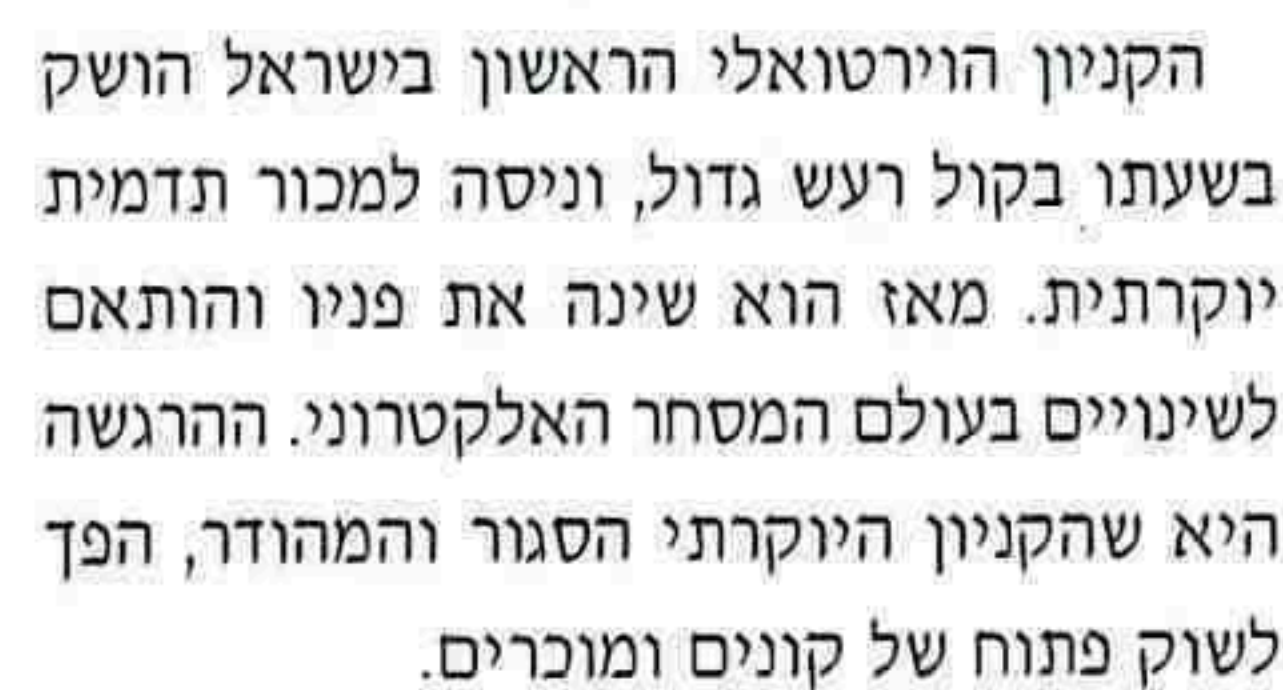 הקניון הוירטואלי הראשון בישראל הושק
בשעתו בקול רעש גדול, וניסה למכור תדמית
יוקרתית. מאז הוא שינה את פניו והותאם
לשינויים בעולם המסחר האלקטרוני. ההרגשה
היא שהקניון היוקרתי הסגור והמהודר, הפך
לשוק פתוח של קונים ומוכרים.